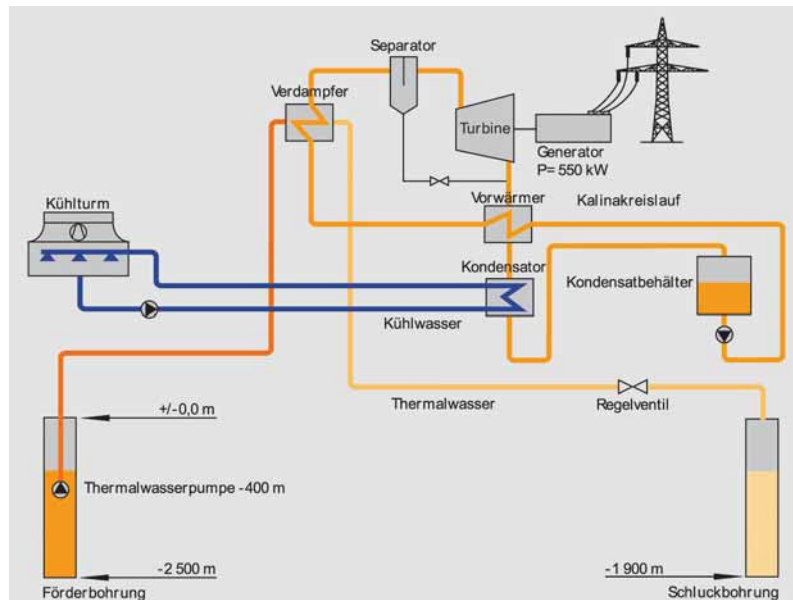 Separator
Verdampfer
Turbine
Generator
P= 550 kW
Kühlturm
Vorwärmer
Kalinakreislauf
Kondensator
Kondensatbehälter
Kühlwasser
+/-0,0 m
Thermalwasser
Regelventil
Thermalwasserpumpe -400 m
-2 500 m
-1 900 m
Förderbohrung
Schluckbohrung